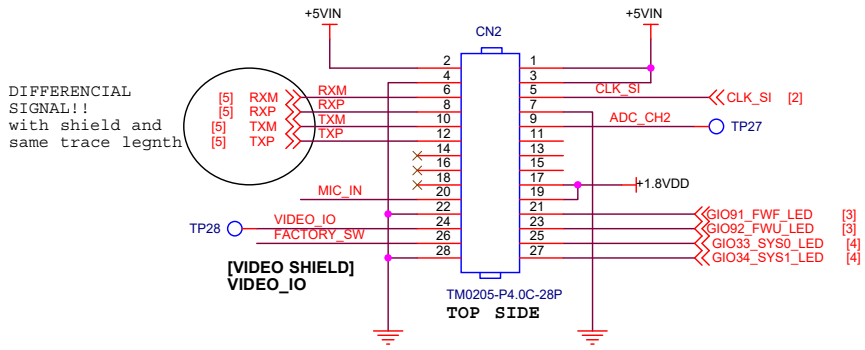 +5VIN
+5VIN
CN2
2
1
4
3
DIFFERENCIAL
SIGNAL!!
with shield and
same trace legnth
[5] RXM
RXM
6
5
CLK_SI
CLK_SI [2]
[5] RXP
RXP
8
7
[5] TXM
TXM
10
9
ADC_CH2
TP27
[5] TXP
TXP
12
11
14
13
16
15
18
17
+1.8VDD
MIC_IN
20
19
22
21
GIO91_FWF_LED [3]
TP28
VIDEO_IO
24
23
GIO92_FWU_LED [3]
FACTORY_SW
26
25
GIO33_SYS0_LED [4]
28
27
GIO34_SYS1_LED [4]
[VIDEO SHIELD]
VIDEO_IO
TM0205-P4.0C-28P
TOP SIDE